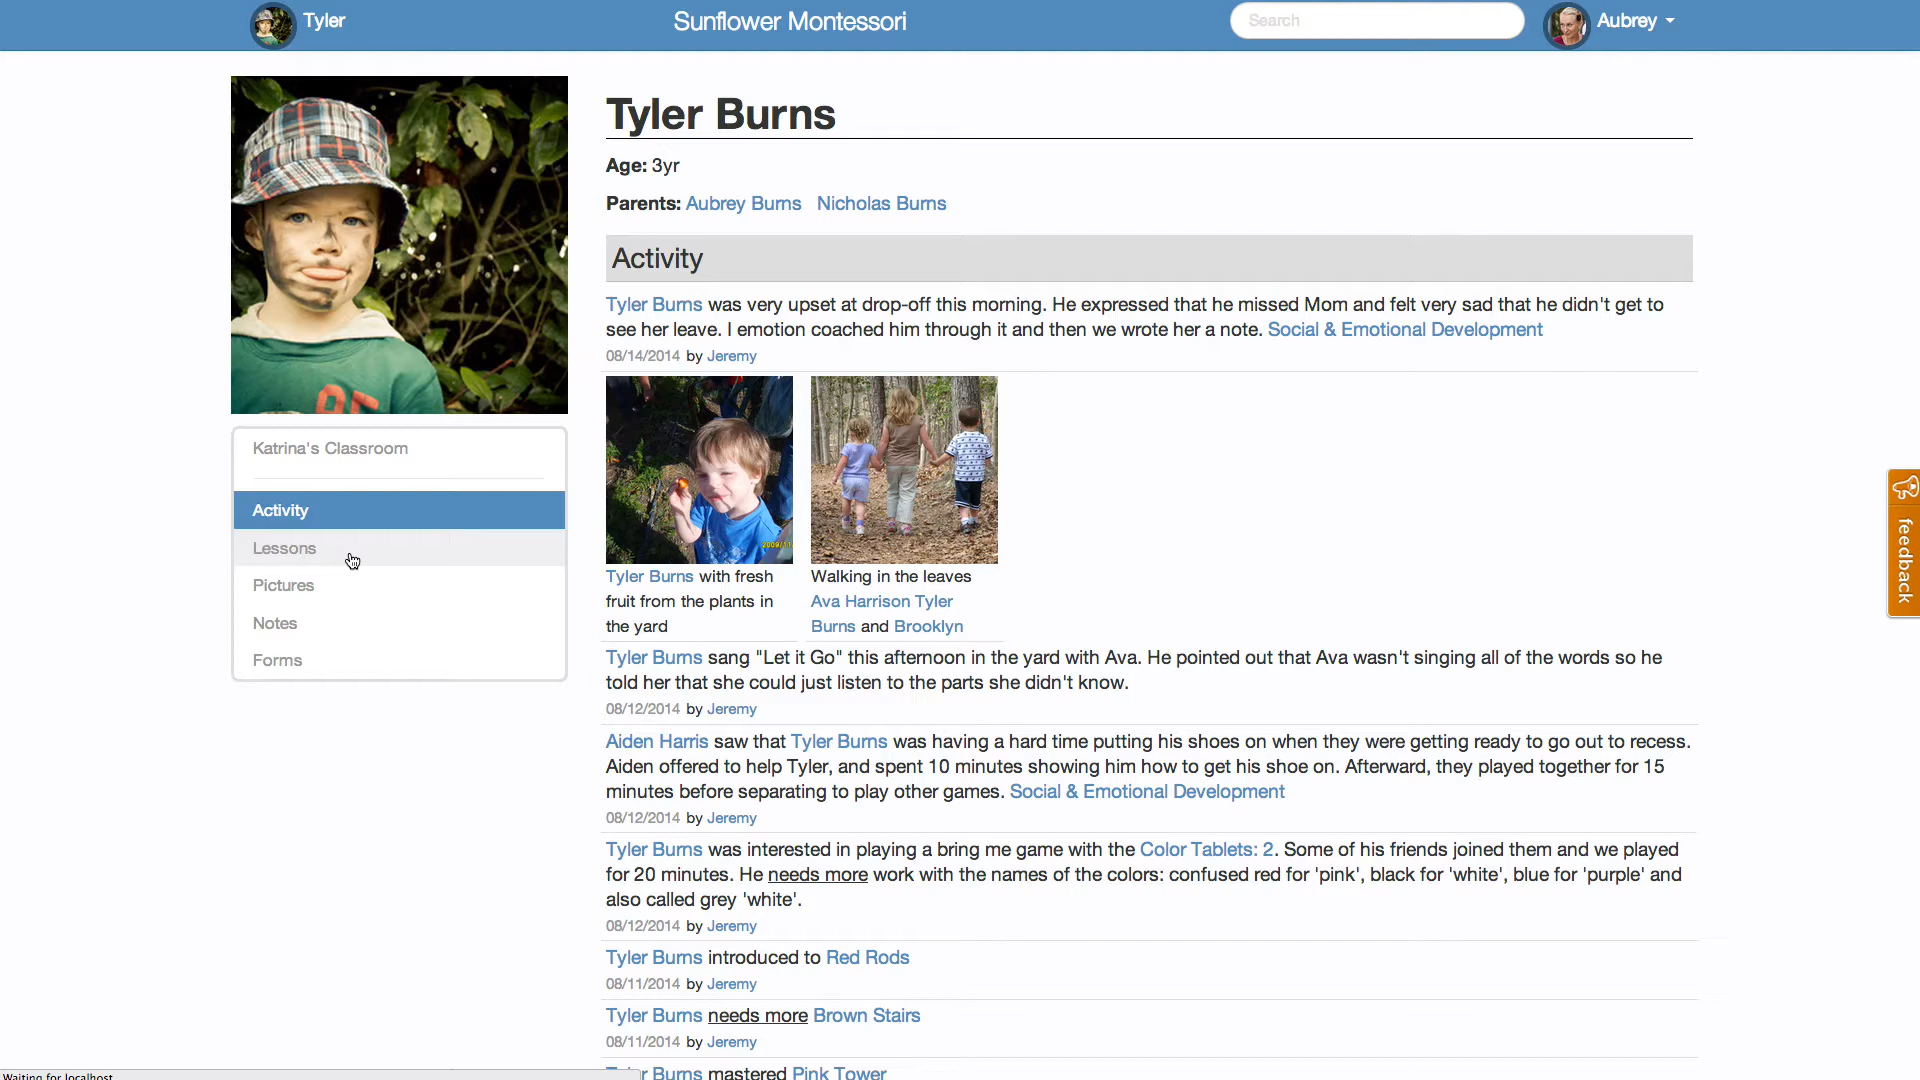 Tyler
Sunflower Montessori
Search
Aubrey
Tyler Burns
Age: 3yr
Parents: Aubrey Burns Nicholas Burns
Katrina's Classroom
Activity
Lessons
Pictures
Notes
Forms
Activity
Tyler Burns was very upset at drop-off this morning. He expressed that he missed Mom and felt very sad that he didn't get to
see her leave. I emotion coached him through it and then we wrote her a note. Social & Emotional Development
08/14/2014 by Jeremy
Tyler Burns with fresh
fruit from the plants in
the yard
Walking in the leaves
Ava Harrison Tyler
Burns and Brooklyn
Tyler Burns sang "Let it Go" this afternoon in the yard with Ava. He pointed out that Ava wasn't singing all of the words so he
told her that she could just listen to the parts she didn't know.
08/12/2014 by Jeremy
Aiden Harris saw that Tyler Burns was having a hard time putting his shoes on when they were getting ready to go out to recess.
Aiden offered to help Tyler, and spent 10 minutes showing him how to get his shoe on. Afterward, they played together for 15
minutes before separating to play other games. Social & Emotional Development
08/12/2014 by Jeremy
Tyler Burns was interested in playing a bring me game with the Color Tablets: 2. Some of his friends joined them and we played
for 20 minutes. He needs more work with the names of the colors: confused red for 'pink', black for 'white', blue for 'purple' and
also called grey 'white'.
08/12/2014 by Jeremy
Tyler Burns introduced to Red Rods
08/11/2014 by Jeremy
Tyler Burns needs more Brown Stairs
08/11/2014 by Jeremy
Tyler Burns mastered Pink Tower
feedback
Waiting for localhost